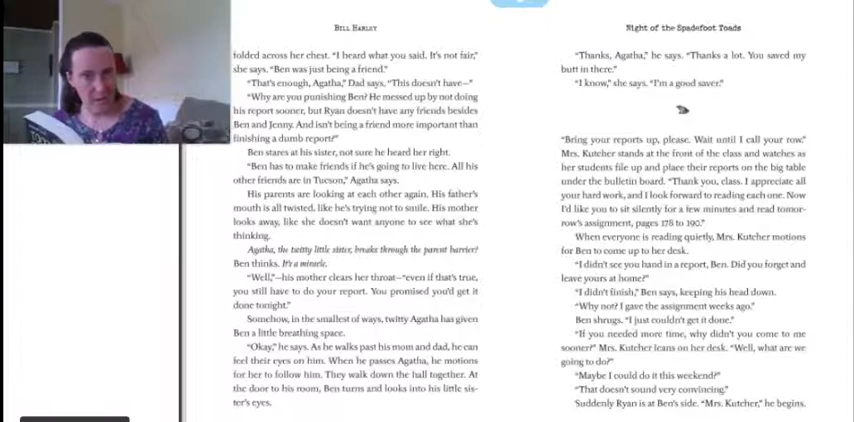 BILL HARLEY
folded across her chest. "I heard what you said. It's not fair,"
she says. "Ben was just being a friend."
"That's enough, Agatha," Dad says. "This doesn't have—"
"Why are you punishing Ben? He messed up by not doing
his report sooner, but Ryan doesn't have any friends besides
Ben and Jenny. And isn't being a friend more important than
finishing a dumb report?"
Ben stares at his sister, not sure he heard her right.
"Ben has to make friends if he's going to live here. All his
other friends are in Tucson," Agatha says.
His parents are looking at each other again. His father's
mouth is all twisted, like he's trying not to smile. His mother
looks away, like she doesn't want anyone to see what she's
thinking.
Agatha, the twitty little sister, breaks through the parent barrier?
Ben thinks. It's a miracle.
"Well,"—his mother clears her throat—"even if that's true,
you still have to do your report. You promised you'd get it
done tonight."
Somehow, in the smallest of ways, twitty Agatha has given
Ben a little breathing space.
"Okay," he says. As he walks past his mom and dad, he can
feel their eyes on him. When he passes Agatha, he motions
for her to follow him. They walk down the hall together. At
the door to his room, Ben turns and looks into his little sis-
ter's eyes.
Night of the Spadefoot Toads
"Thanks, Agatha," he says. "Thanks a lot. You saved my
butt in there."
"I know," she says. "I'm a good saver."
"Bring your reports up, please. Wait until I call your row."
Mrs. Kutcher stands at the front of the class and watches as
her students file up and place their reports on the big table
under the bulletin board. "Thank you, class. I appreciate all
your hard work, and I look forward to reading each one. Now
I'd like you to sit silently for a few minutes and read tomor-
row's assignment, pages 178 to 190."
When everyone is reading quietly, Mrs. Kutcher motions
for Ben to come up to her desk.
"I didn't see you hand in a report, Ben. Did you forget and
leave yours at home?"
"I didn't finish," Ben says, keeping his head down.
"Why not? I gave the assignment weeks ago."
Ben shrugs. "I just couldn't get it done."
"If you needed more time, why didn't you come to me
sooner?" Mrs. Kutcher leans on her desk. "Well, what are we
going to do?"
"Maybe I could do it this weekend?"
"That doesn't sound very convincing."
Suddenly Ryan is at Ben's side. "Mrs. Kutcher," he begins.